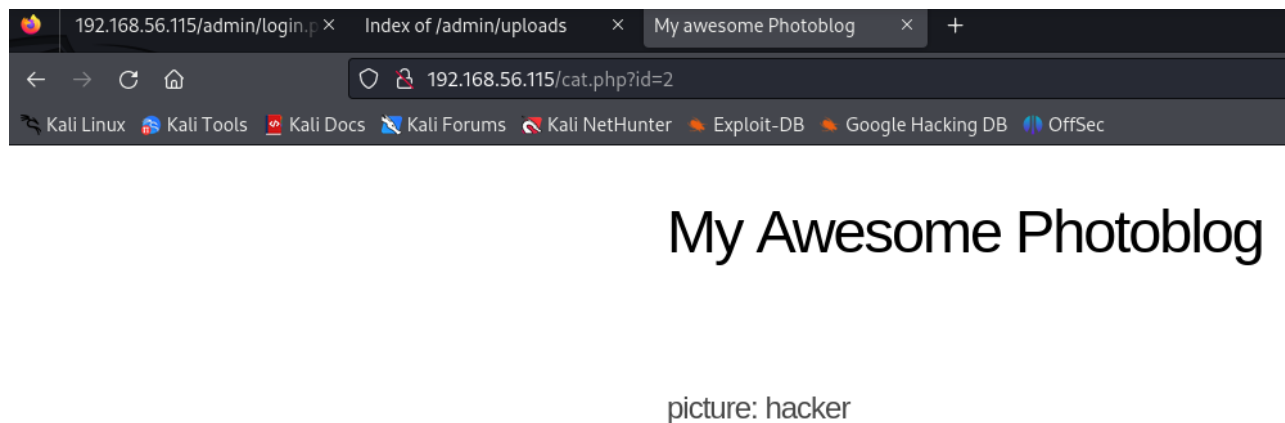 192.168.56.115/admin/login.p Index of /admin/uploads My awesome Photoblog
192.168.56.115/cat.php?id=2
Kali Linux Kali Tools Kali Docs Kali Forums Kali NetHunter Exploit-DB Google Hacking DB OffSec
My Awesome Photoblog
picture: hacker